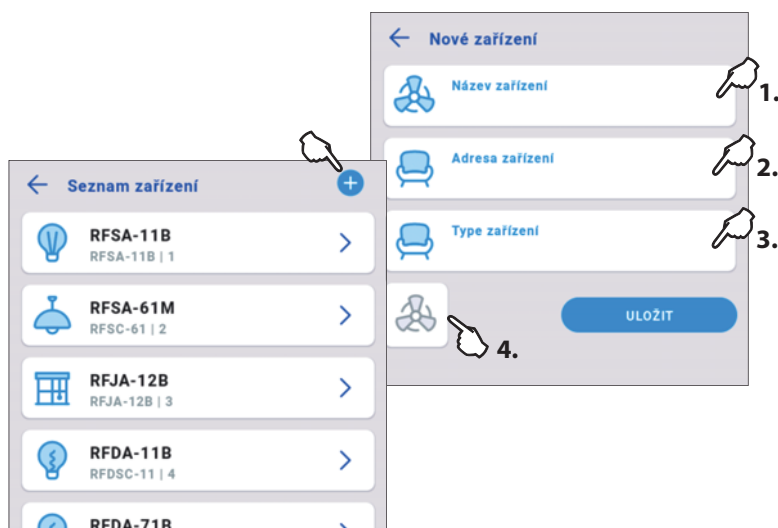 Nové zařízení
Název zařízení
1.
Adresa zařízení
2.
Type zařízení
3.
4.
ULOŽIT
Seznam zařízení
RFSA-11B
RFSA-11B | 1
RFSA-61M
RFSC-61 | 2
RFJA-12B
RFJA-12B | 3
RFDA-11B
RFDSC-11 | 4
RFDA-71B